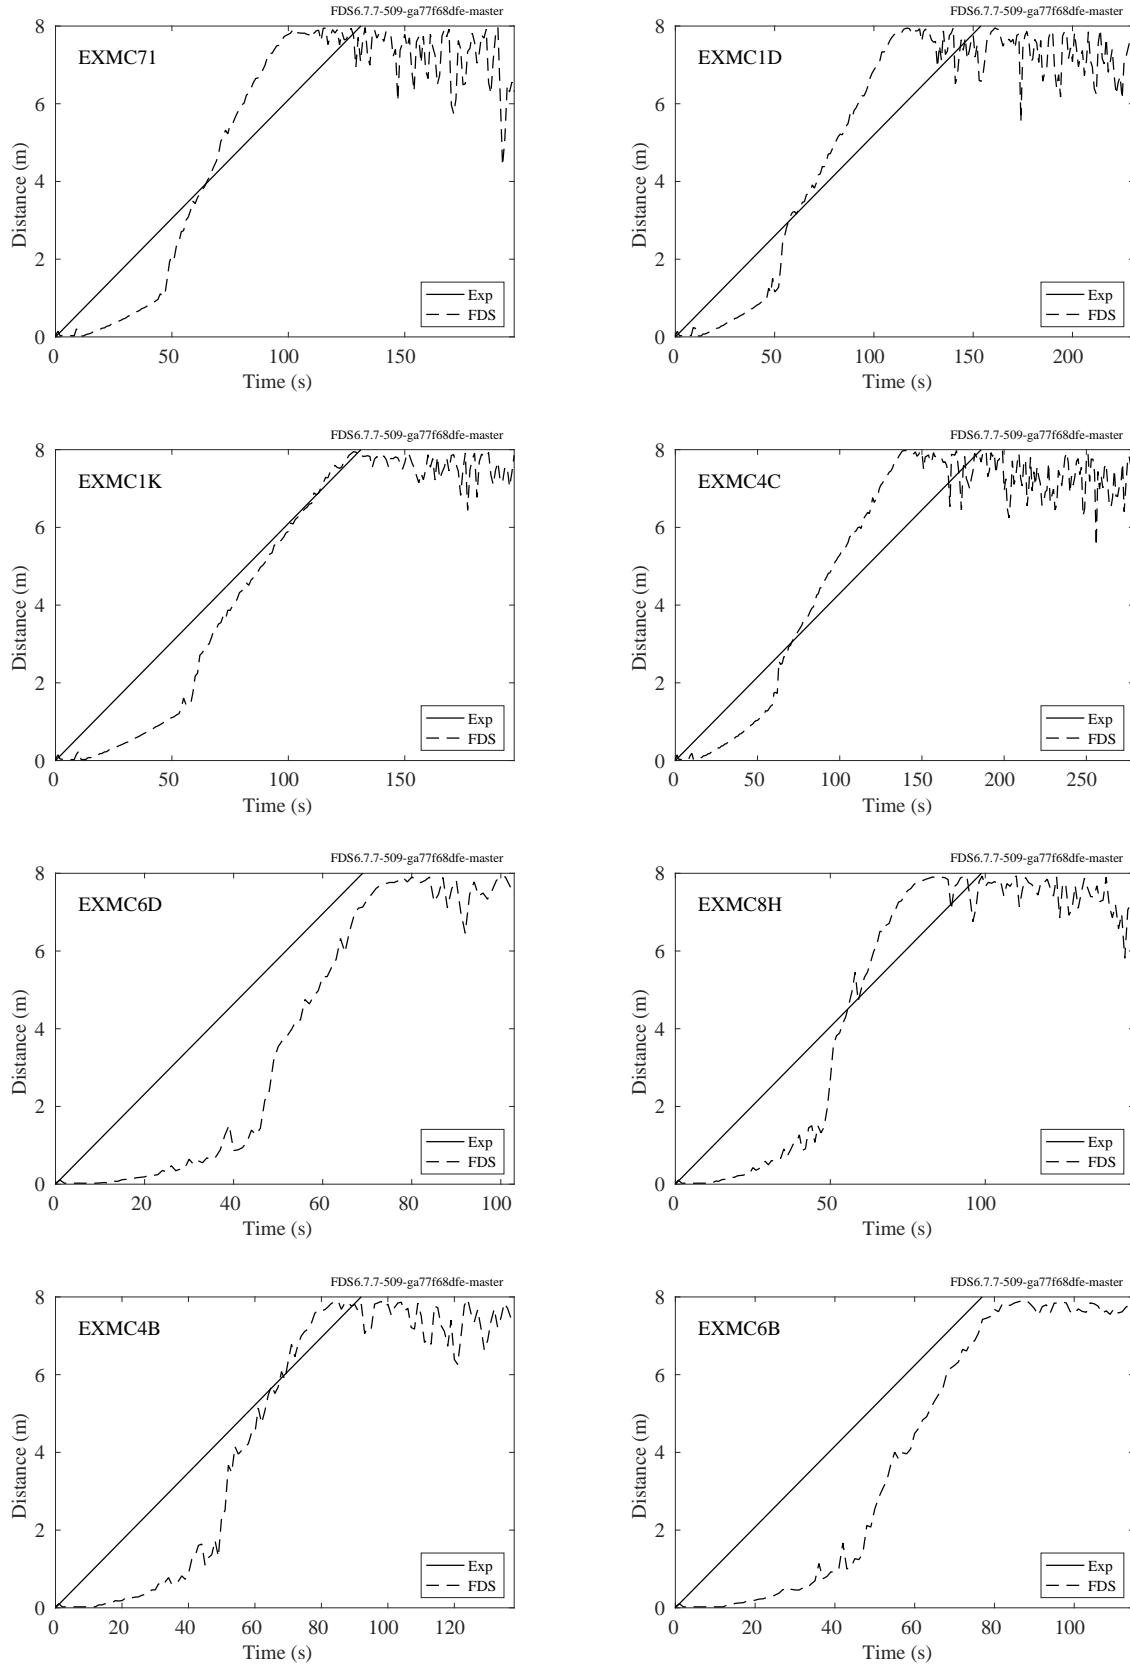 FDS6.7.7-509-ga77f68dfe-master
EXMC71
Distance (m)
8
6
4
2
0
0 50 100 150
Time (s)
Exp
FDS
FDS6.7.7-509-ga77f68dfe-master
EXMC1D
Distance (m)
8
6
4
2
0
0 50 100 150 200
Time (s)
Exp
FDS
FDS6.7.7-509-ga77f68dfe-master
EXMC1K
Distance (m)
8
6
4
2
0
0 50 100 150
Time (s)
Exp
FDS
FDS6.7.7-509-ga77f68dfe-master
EXMC4C
Distance (m)
8
6
4
2
0
0 50 100 150 200 250
Time (s)
Exp
FDS
FDS6.7.7-509-ga77f68dfe-master
EXMC6D
Distance (m)
8
6
4
2
0
0 20 40 60 80 100
Time (s)
Exp
FDS
FDS6.7.7-509-ga77f68dfe-master
EXMC8H
Distance (m)
8
6
4
2
0
0 50 100
Time (s)
Exp
FDS
FDS6.7.7-509-ga77f68dfe-master
EXMC4B
Distance (m)
8
6
4
2
0
0 20 40 60 80 100 120
Time (s)
Exp
FDS
FDS6.7.7-509-ga77f68dfe-master
EXMC6B
Distance (m)
8
6
4
2
0
0 20 40 60 80 100
Time (s)
Exp
FDS